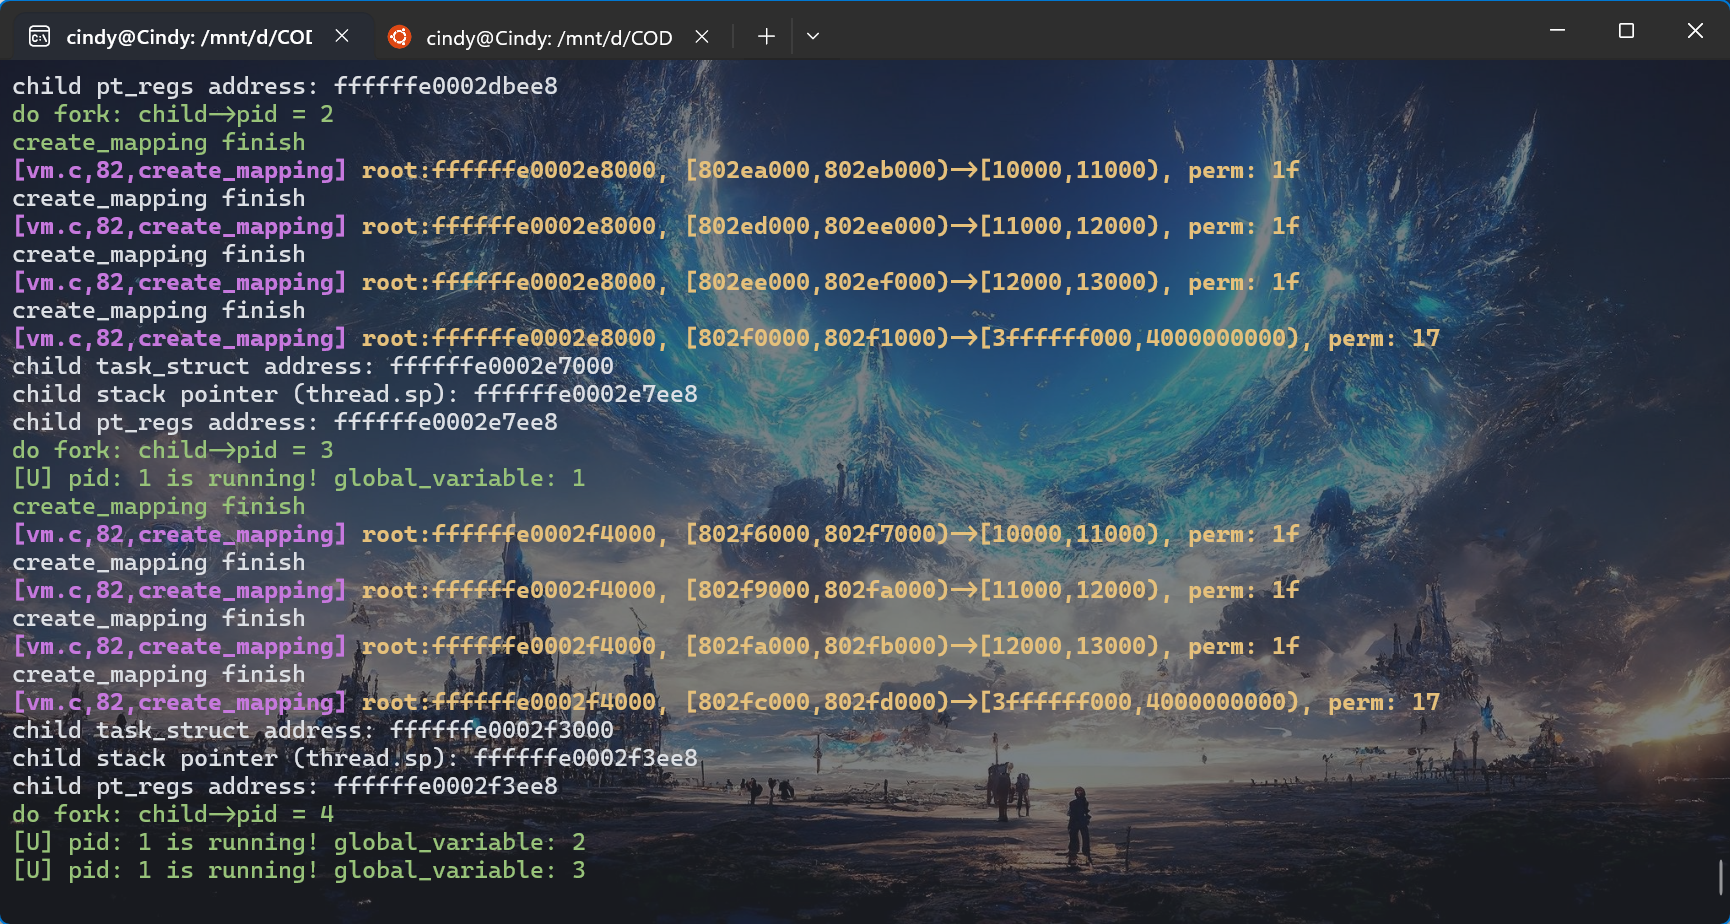 cindy@Cindy: /mnt/d/COD
cindy@Cindy: /mnt/d/COD
child pt_regs address: ffffffe0002dbee8
do fork: child->pid = 2
create_mapping finish
[vm.c,82,create_mapping] root:ffffffe0002e8000, [802ea000,802eb000)->[10000,11000), perm: 1f
create_mapping finish
[vm.c,82,create_mapping] root:ffffffe0002e8000, [802ed000,802ee000)->[11000,12000), perm: 1f
create_mapping finish
[vm.c,82,create_mapping] root:ffffffe0002e8000, [802ee000,802ef000)->[12000,13000), perm: 1f
create_mapping finish
[vm.c,82,create_mapping] root:ffffffe0002e8000, [802f0000,802f1000)->[3ffffff000,4000000000), perm: 17
child task_struct address: ffffffe0002e7000
child stack pointer (thread.sp): ffffffe0002e7ee8
child pt_regs address: ffffffe0002e7ee8
do fork: child->pid = 3
[U] pid: 1 is running! global_variable: 1
create_mapping finish
[vm.c,82,create_mapping] root:ffffffe0002f4000, [802f6000,802f7000)->[10000,11000), perm: 1f
create_mapping finish
[vm.c,82,create_mapping] root:ffffffe0002f4000, [802f9000,802fa000)->[11000,12000), perm: 1f
create_mapping finish
[vm.c,82,create_mapping] root:ffffffe0002f4000, [802fa000,802fb000)->[12000,13000), perm: 1f
create_mapping finish
[vm.c,82,create_mapping] root:ffffffe0002f4000, [802fc000,802fd000)->[3ffffff000,4000000000), perm: 17
child task_struct address: ffffffe0002f3000
child stack pointer (thread.sp): ffffffe0002f3ee8
child pt_regs address: ffffffe0002f3ee8
do fork: child->pid = 4
[U] pid: 1 is running! global_variable: 2
[U] pid: 1 is running! global_variable: 3